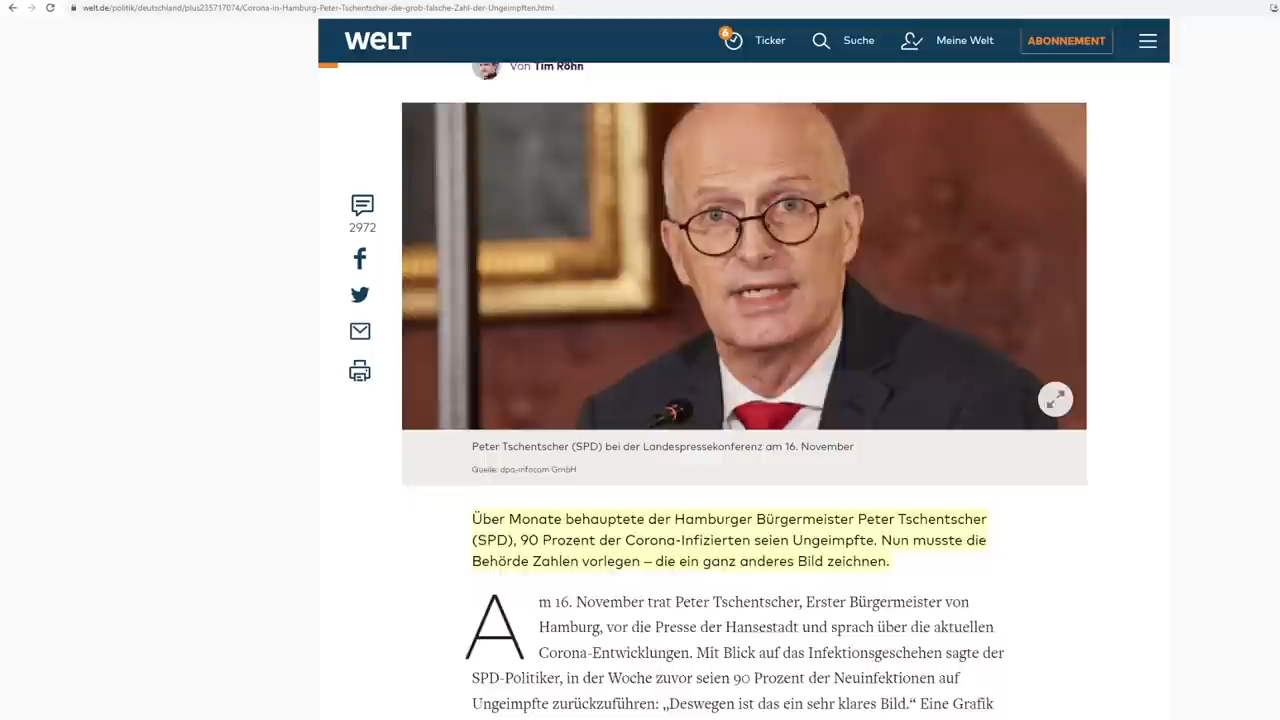 welt.de/politik/deutschland/plus235717074/Corona-in-Hamburg-Peter-Tschentscher-die-grob-falsche-Zahl-der-Ungeimpften.html
WELT
6
Ticker
Suche
Meine Welt
ABONNEMENT
Von Tim Röhn
2972
Peter Tschentscher (SPD) bei der Landespressekonferenz am 16. November
Quelle: dpa-infocom GmbH
Über Monate behauptete der Hamburger Bürgermeister Peter Tschentscher
(SPD), 90 Prozent der Corona-Infizierten seien Ungeimpfte. Nun musste die
Behörde Zahlen vorlegen – die ein ganz anderes Bild zeichnen.
Am 16. November trat Peter Tschentscher, Erster Bürgermeister von
Hamburg, vor die Presse der Hansestadt und sprach über die aktuellen
Corona-Entwicklungen. Mit Blick auf das Infektionsgeschehen sagte der
SPD-Politiker, in der Woche zuvor seien 90 Prozent der Neuinfektionen auf
Ungeimpfte zurückzuführen: „Deswegen ist das ein sehr klares Bild.“ Eine Grafik